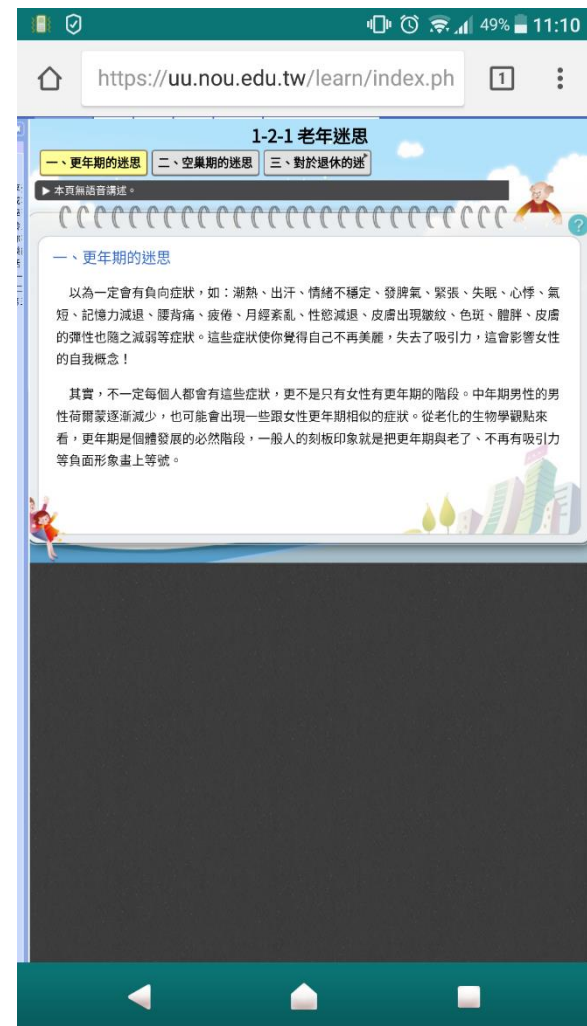 49% 11:10
https://uu.nou.edu.tw/learn/index.ph
1
1-2-1 老年迷思
一、更年期的迷思 二、空巢期的迷思 三、對於退休的迷
▶ 本頁無語音講述。
?
一、更年期的迷思
以為一定會有負向症狀，如：潮熱、出汗、情緒不穩定、發脾氣、緊張、失眠、心悸、氣
短、記憶力減退、腰背痛、疲倦、月經紊亂、性慾減退、皮膚出現皺紋、色斑、體胖、皮膚
的彈性也隨之減弱等症狀。這些症狀使你覺得自己不再美麗，失去了吸引力，這會影響女性
的自我概念！
其實，不一定每個人都會有這些症狀，更不是只有女性有更年期的階段。中年期男性的男
性荷爾蒙逐漸減少，也可能會出現一些跟女性更年期相似的症狀。從老化的生物學觀點來
看，更年期是個體發展的必然階段，一般人的刻板印象就是把更年期與老了、不再有吸引力
等負面形象畫上等號。